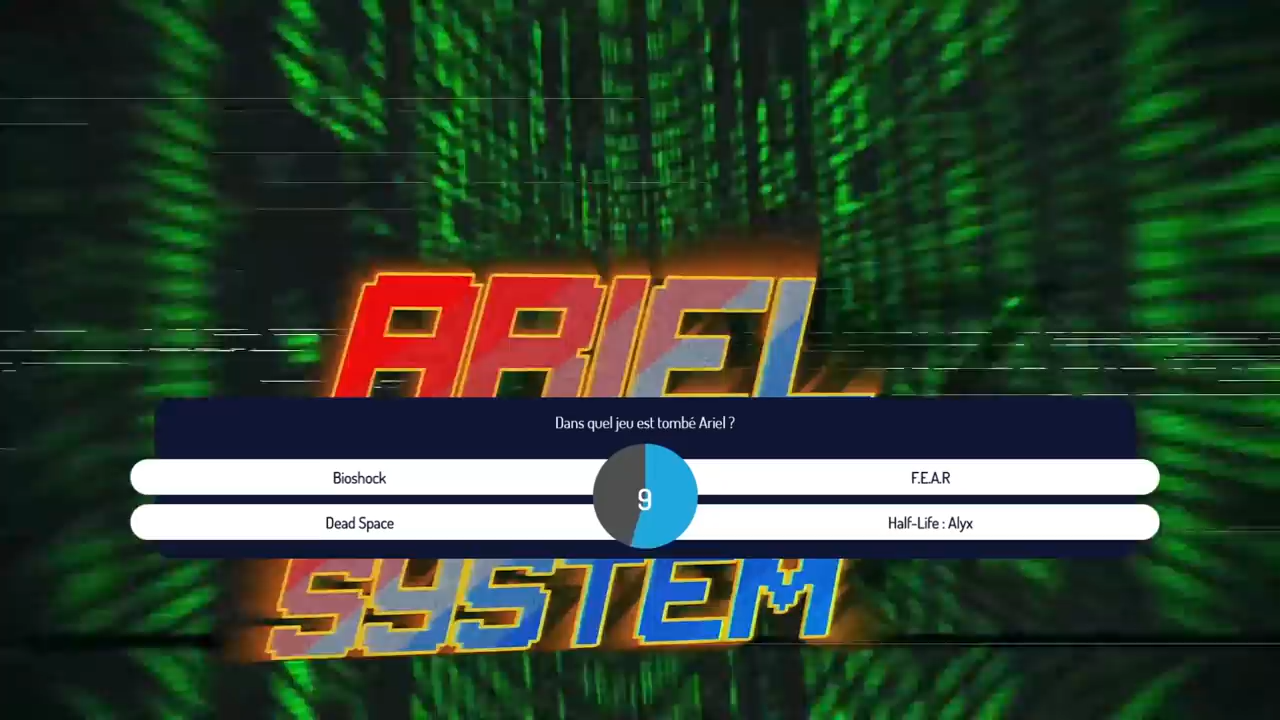 ARIEL
Dans quel jeu est tombé Ariel ?
Bioshock
F.E.A.R
9
Dead Space
Half-Life : Alyx
SYSTEM